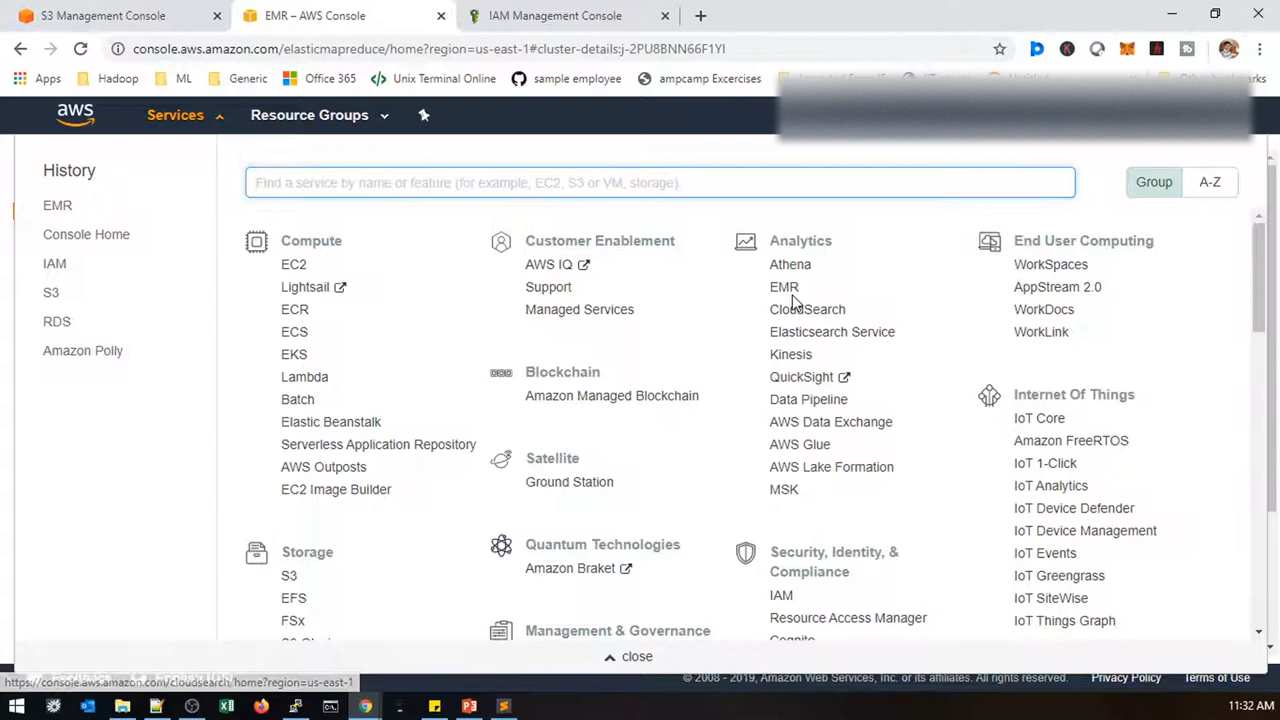 S3 Management Console
EMR – AWS Console
IAM Management Console
console.aws.amazon.com/elasticmapreduce/home?region=us-east-1#cluster-details:j-2PU8BNN66F1YI
Apps
Hadoop
ML
Generic
Office 365
Unix Terminal Online
sample employee
ampcamp Excercises
aws
Services
Resource Groups
History
EMR
Console Home
IAM
S3
RDS
Amazon Polly
Find a service by name or feature (for example, EC2, S3 or VM, storage).
Group
A-Z
Compute
EC2
Lightsail
ECR
ECS
EKS
Lambda
Batch
Elastic Beanstalk
Serverless Application Repository
AWS Outposts
EC2 Image Builder
Storage
S3
EFS
FSx
Customer Enablement
AWS IQ
Support
Managed Services
Blockchain
Amazon Managed Blockchain
Satellite
Ground Station
Quantum Technologies
Amazon Braket
Management & Governance
Analytics
Athena
EMR
CloudSearch
Elasticsearch Service
Kinesis
QuickSight
Data Pipeline
AWS Data Exchange
AWS Glue
AWS Lake Formation
MSK
Security, Identity, &
Compliance
IAM
Resource Access Manager
Cognito
End User Computing
WorkSpaces
AppStream 2.0
WorkDocs
WorkLink
Internet Of Things
IoT Core
Amazon FreeRTOS
IoT 1-Click
IoT Analytics
IoT Device Defender
IoT Device Management
IoT Events
IoT Greengrass
IoT SiteWise
IoT Things Graph
close
https://console.aws.amazon.com/cloudsearch/home?region=us-east-1
© 2008 - 2019, Amazon Web Services, Inc. or its affiliates. All rights reserved.
Privacy Policy
Terms of Use
11:32 AM